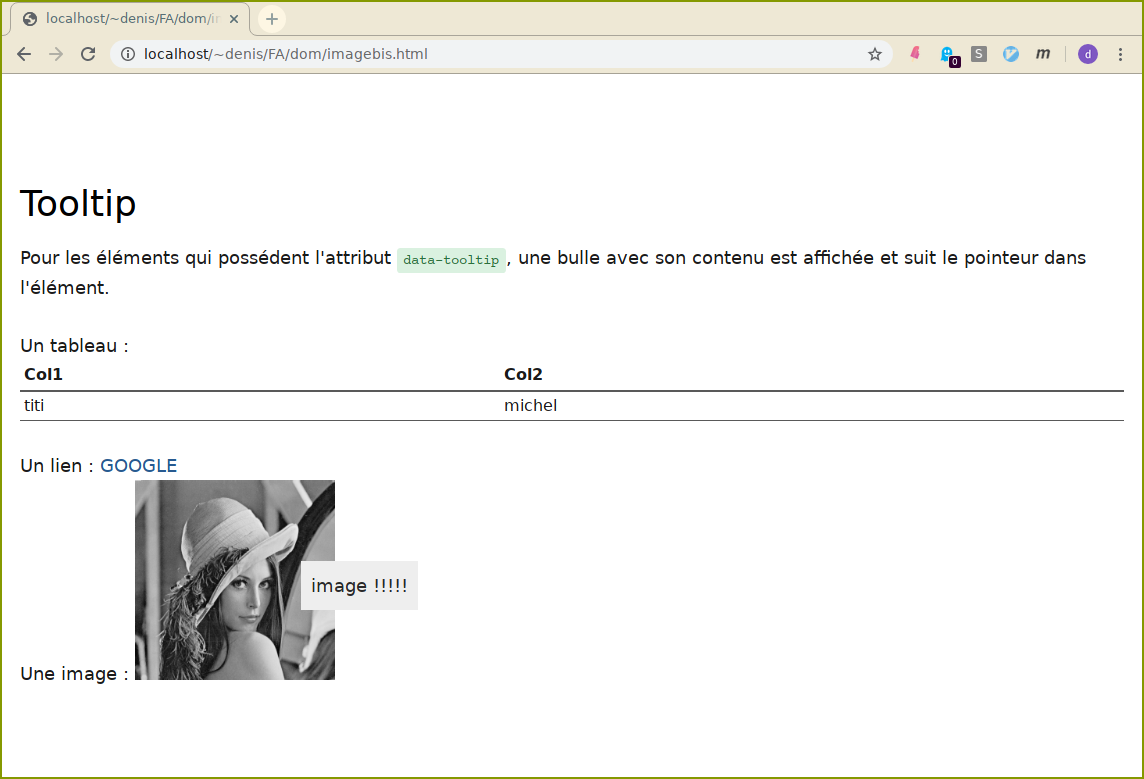 localhost/~denis/FA/dom/im
localhost/~denis/FA/dom/imagebis.html
0
S
m
d
Tooltip
Pour les éléments qui possédent l'attribut data-tooltip, une bulle avec son contenu est affichée et suit le pointeur dans
l'élément.
Un tableau :
Col1 Col2
titi michel
Un lien : GOOGLE
image !!!!!
Une image :